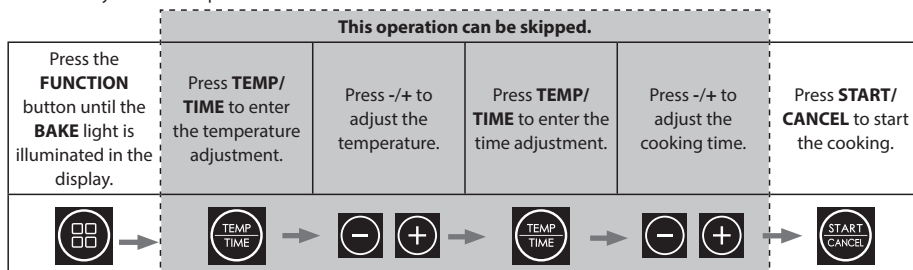 This operation can be skipped.
Press the
FUNCTION
button until the
BAKE light is
illuminated in the
display.
Press TEMP/
TIME to enter
the temperature
adjustment.
Press -/+ to
adjust the
temperature.
Press TEMP/
TIME to enter the
time adjustment.
Press -/+ to
adjust the
cooking time.
Press START/
CANCEL to start
the cooking.
TEMP
TIME
- +
TEMP
TIME
- +
START
CANCEL